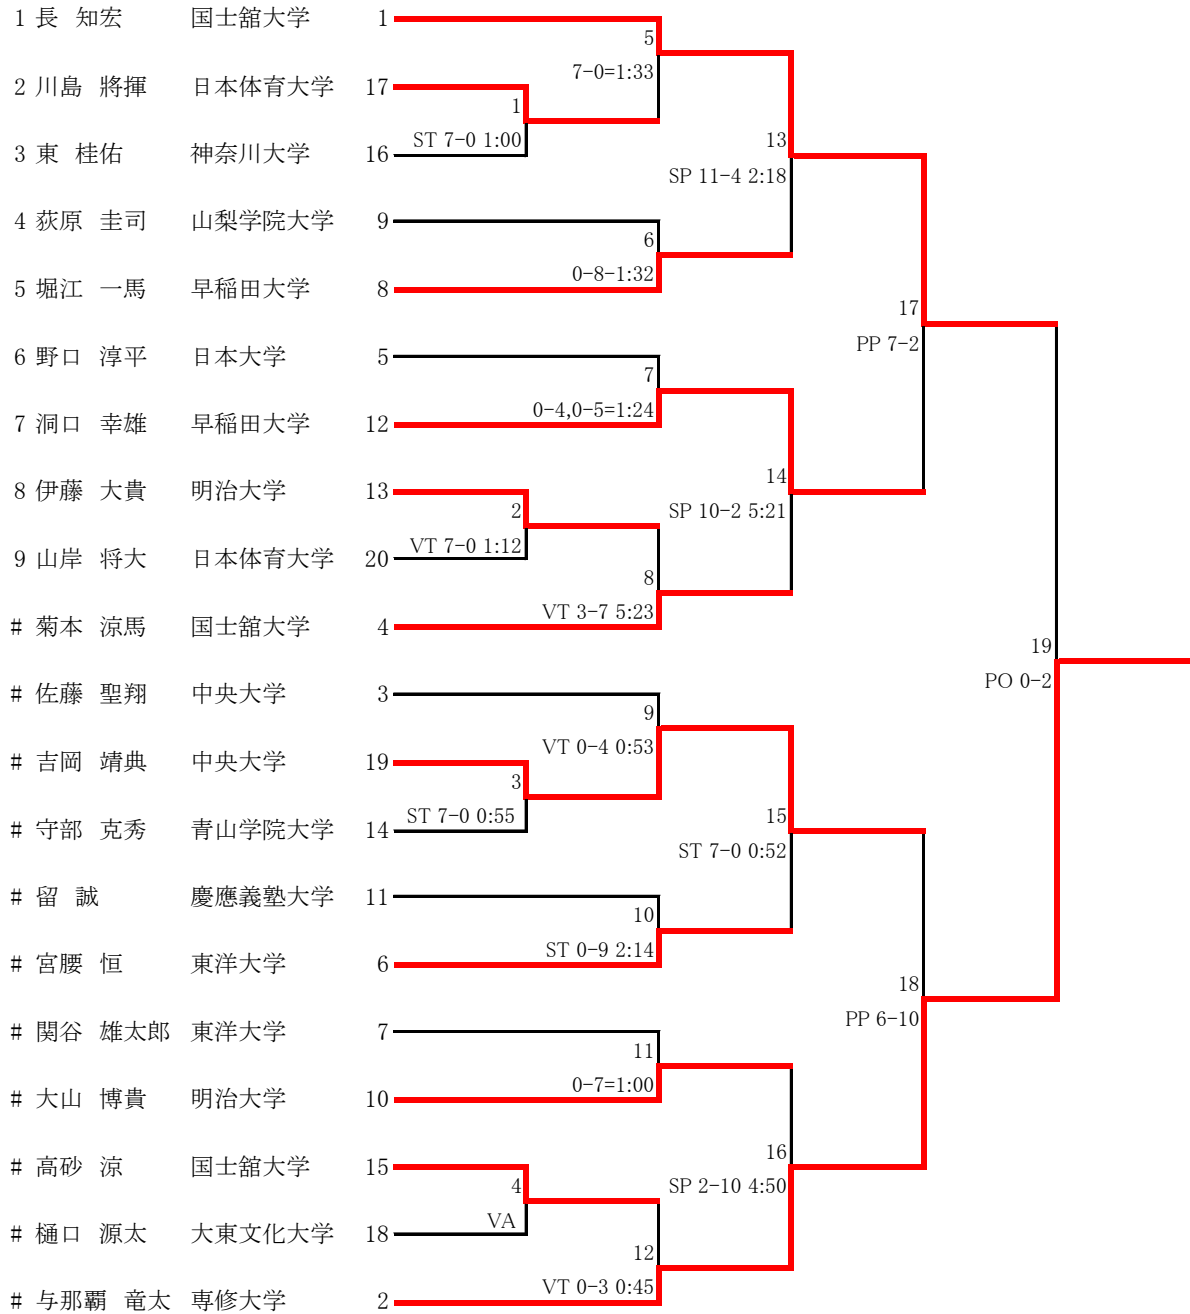 1 長 知宏 国士舘大学 1
5
7-0=1:33
2 川島 將揮 日本体育大学 17
1
ST 7-0 1:00
3 東 桂佑 神奈川大学 16
13
SP 11-4 2:18
4 荻原 圭司 山梨学院大学 9
6
0-8-1:32
5 堀江 一馬 早稲田大学 8
17
PP 7-2
6 野口 淳平 日本大学 5
7
0-4,0-5=1:24
7 洞口 幸雄 早稲田大学 12
14
SP 10-2 5:21
8 伊藤 大貴 明治大学 13
2
VT 7-0 1:12
9 山岸 将大 日本体育大学 20
8
VT 3-7 5:23
# 菊本 涼馬 国士舘大学 4
19
PO 0-2
# 佐藤 聖翔 中央大学 3
9
VT 0-4 0:53
# 吉岡 靖典 中央大学 19
3
ST 7-0 0:55
# 守部 克秀 青山学院大学 14
15
ST 7-0 0:52
# 留 誠 慶應義塾大学 11
10
ST 0-9 2:14
# 宮腰 恒 東洋大学 6
18
PP 6-10
# 関谷 雄太郎 東洋大学 7
11
0-7=1:00
# 大山 博貴 明治大学 10
16
SP 2-10 4:50
# 高砂 涼 国士舘大学 15
4
VA
# 樋口 源太 大東文化大学 18
12
VT 0-3 0:45
# 与那覇 竜太 専修大学 2